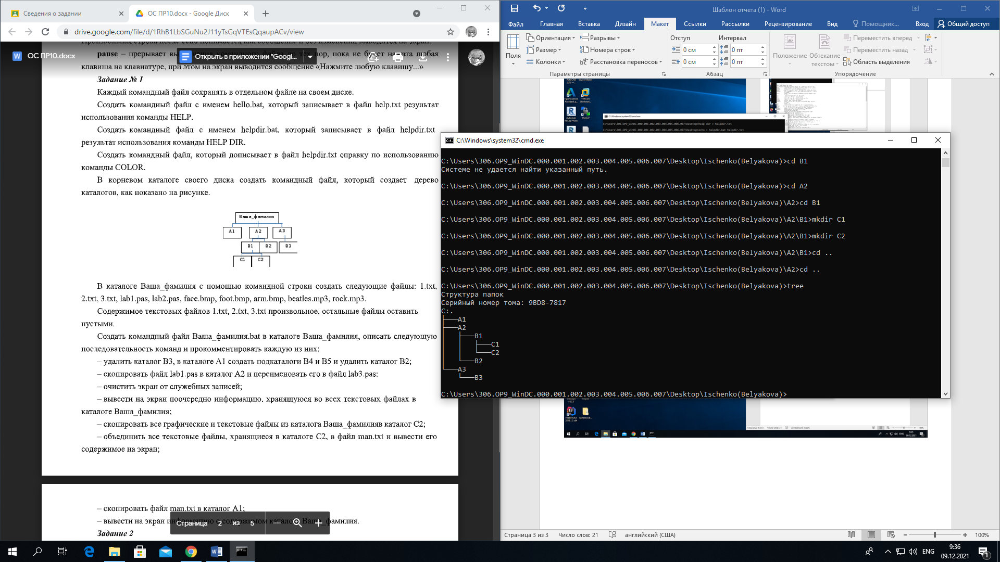 Сведения о задании
ОС ПР10.docx - Google Диск
drive.google.com/file/d/1RhB1LbSGuNu2J11yTsGqVTEsQqaupACv/view
ОС ПР10.docx
Открыть в приложении "Googl...
pause – прерывает
пор, пока не будет нажата любая
клавиша на клавиатуре, при этом на экран выводится сообщение «Нажмите любую клавишу...»
Задание № 1
Каждый командный файл сохранять в отдельном файле на своем диске.
Создать командный файл с именем hello.bat, который записывает в файл help.txt результат
использования команды HELP.
Создать командный файл с именем helpdir.bat, который записывает в файл helpdir.txt
результат использования команды HELP DIR.
Создать командный файл, который дописывает в файл helpdir.txt справку по использованию
команды COLOR.
В корневом каталоге своего диска создать командный файл, который создает дерево
каталогов, как показано на рисунке.
Ваша_фамилия
A1 A2 A3
B1 B2 B3
C1 C2
В каталоге Ваша_фамилия с помощью командной строки создать следующие файлы: 1.txt,
2.txt, 3.txt, lab1.pas, lab2.pas, face.bmp, foot.bmp, arm.bmp, beatles.mp3, rock.mp3.
Содержимое текстовых файлов 1.txt, 2.txt, 3.txt произвольное, остальные файлы оставить
пустыми.
Создать командный файл Ваша_фамилия.bat в каталоге Ваша_фамилия, описать следующую
последовательность команд и прокомментировать каждую из них:
– удалить каталог B3, в каталоге A1 создать подкаталоги B4 и B5 и удалить каталог B2;
– скопировать файл lab1.pas в каталог A2 и переименовать его в файл lab3.pas;
– очистить экран от служебных записей;
– вывести на экран поочередно информацию, хранящуюся во всех текстовых файлах в
каталоге Ваша_фамилия;
– скопировать все графические и текстовые файлы из каталога Ваша_фамилияв каталог C2;
– объединить все текстовые файлы, хранящиеся в каталоге C2, в файл man.txt и вывести его
содержимое на экран;
– скопировать файл man.txt в каталог A1;
– вывести на экран информацию о содержимом каталога Ваша_фамилия.
Задание 2
Страница 2 из 5
Шаблон отчета (1) - Word
Файл Главная Вставка Дизайн Макет Ссылки Рассылки Рецензирование Вид Помощник... Вход Общий доступ
Поля
Ориентация
Размер
Колонки
Разрывы
Номера строк
Расстановка переносов
Параметры страницы
Отступ Интервал
0 см 0 пт
0 см 0 пт
Абзац
Положение
Обтекание текстом
Переместить вперед
Переместить назад
Область выделения
Упорядочение
C:\Windows\system32\cmd.exe
C:\Users\306.OP9_WinDC.000.001.002.003.004.005.006.007\Desktop\Ischenko(Belyakova)>cd B1
Системе не удается найти указанный путь.
C:\Users\306.OP9_WinDC.000.001.002.003.004.005.006.007\Desktop\Ischenko(Belyakova)>cd A2
C:\Users\306.OP9_WinDC.000.001.002.003.004.005.006.007\Desktop\Ischenko(Belyakova)\A2>cd B1
C:\Users\306.OP9_WinDC.000.001.002.003.004.005.006.007\Desktop\Ischenko(Belyakova)\A2\B1>mkdir C1
C:\Users\306.OP9_WinDC.000.001.002.003.004.005.006.007\Desktop\Ischenko(Belyakova)\A2\B1>mkdir C2
C:\Users\306.OP9_WinDC.000.001.002.003.004.005.006.007\Desktop\Ischenko(Belyakova)\A2\B1>cd ..
C:\Users\306.OP9_WinDC.000.001.002.003.004.005.006.007\Desktop\Ischenko(Belyakova)\A2>cd ..
C:\Users\306.OP9_WinDC.000.001.002.003.004.005.006.007\Desktop\Ischenko(Belyakova)>tree
Структура папок
Серийный номер тома: 9BD8-7817
C:.
├───A1
├───A2
│   ├───B1
│   │   ├───C1
│   │   └───C2
│   └───B2
└───A3
    └───B3
C:\Users\306.OP9_WinDC.000.001.002.003.004.005.006.007\Desktop\Ischenko(Belyakova)>
Страница 3 из 3 Число слов: 21 английский (США) 100%
ENG
9:36
09.12.2021
1